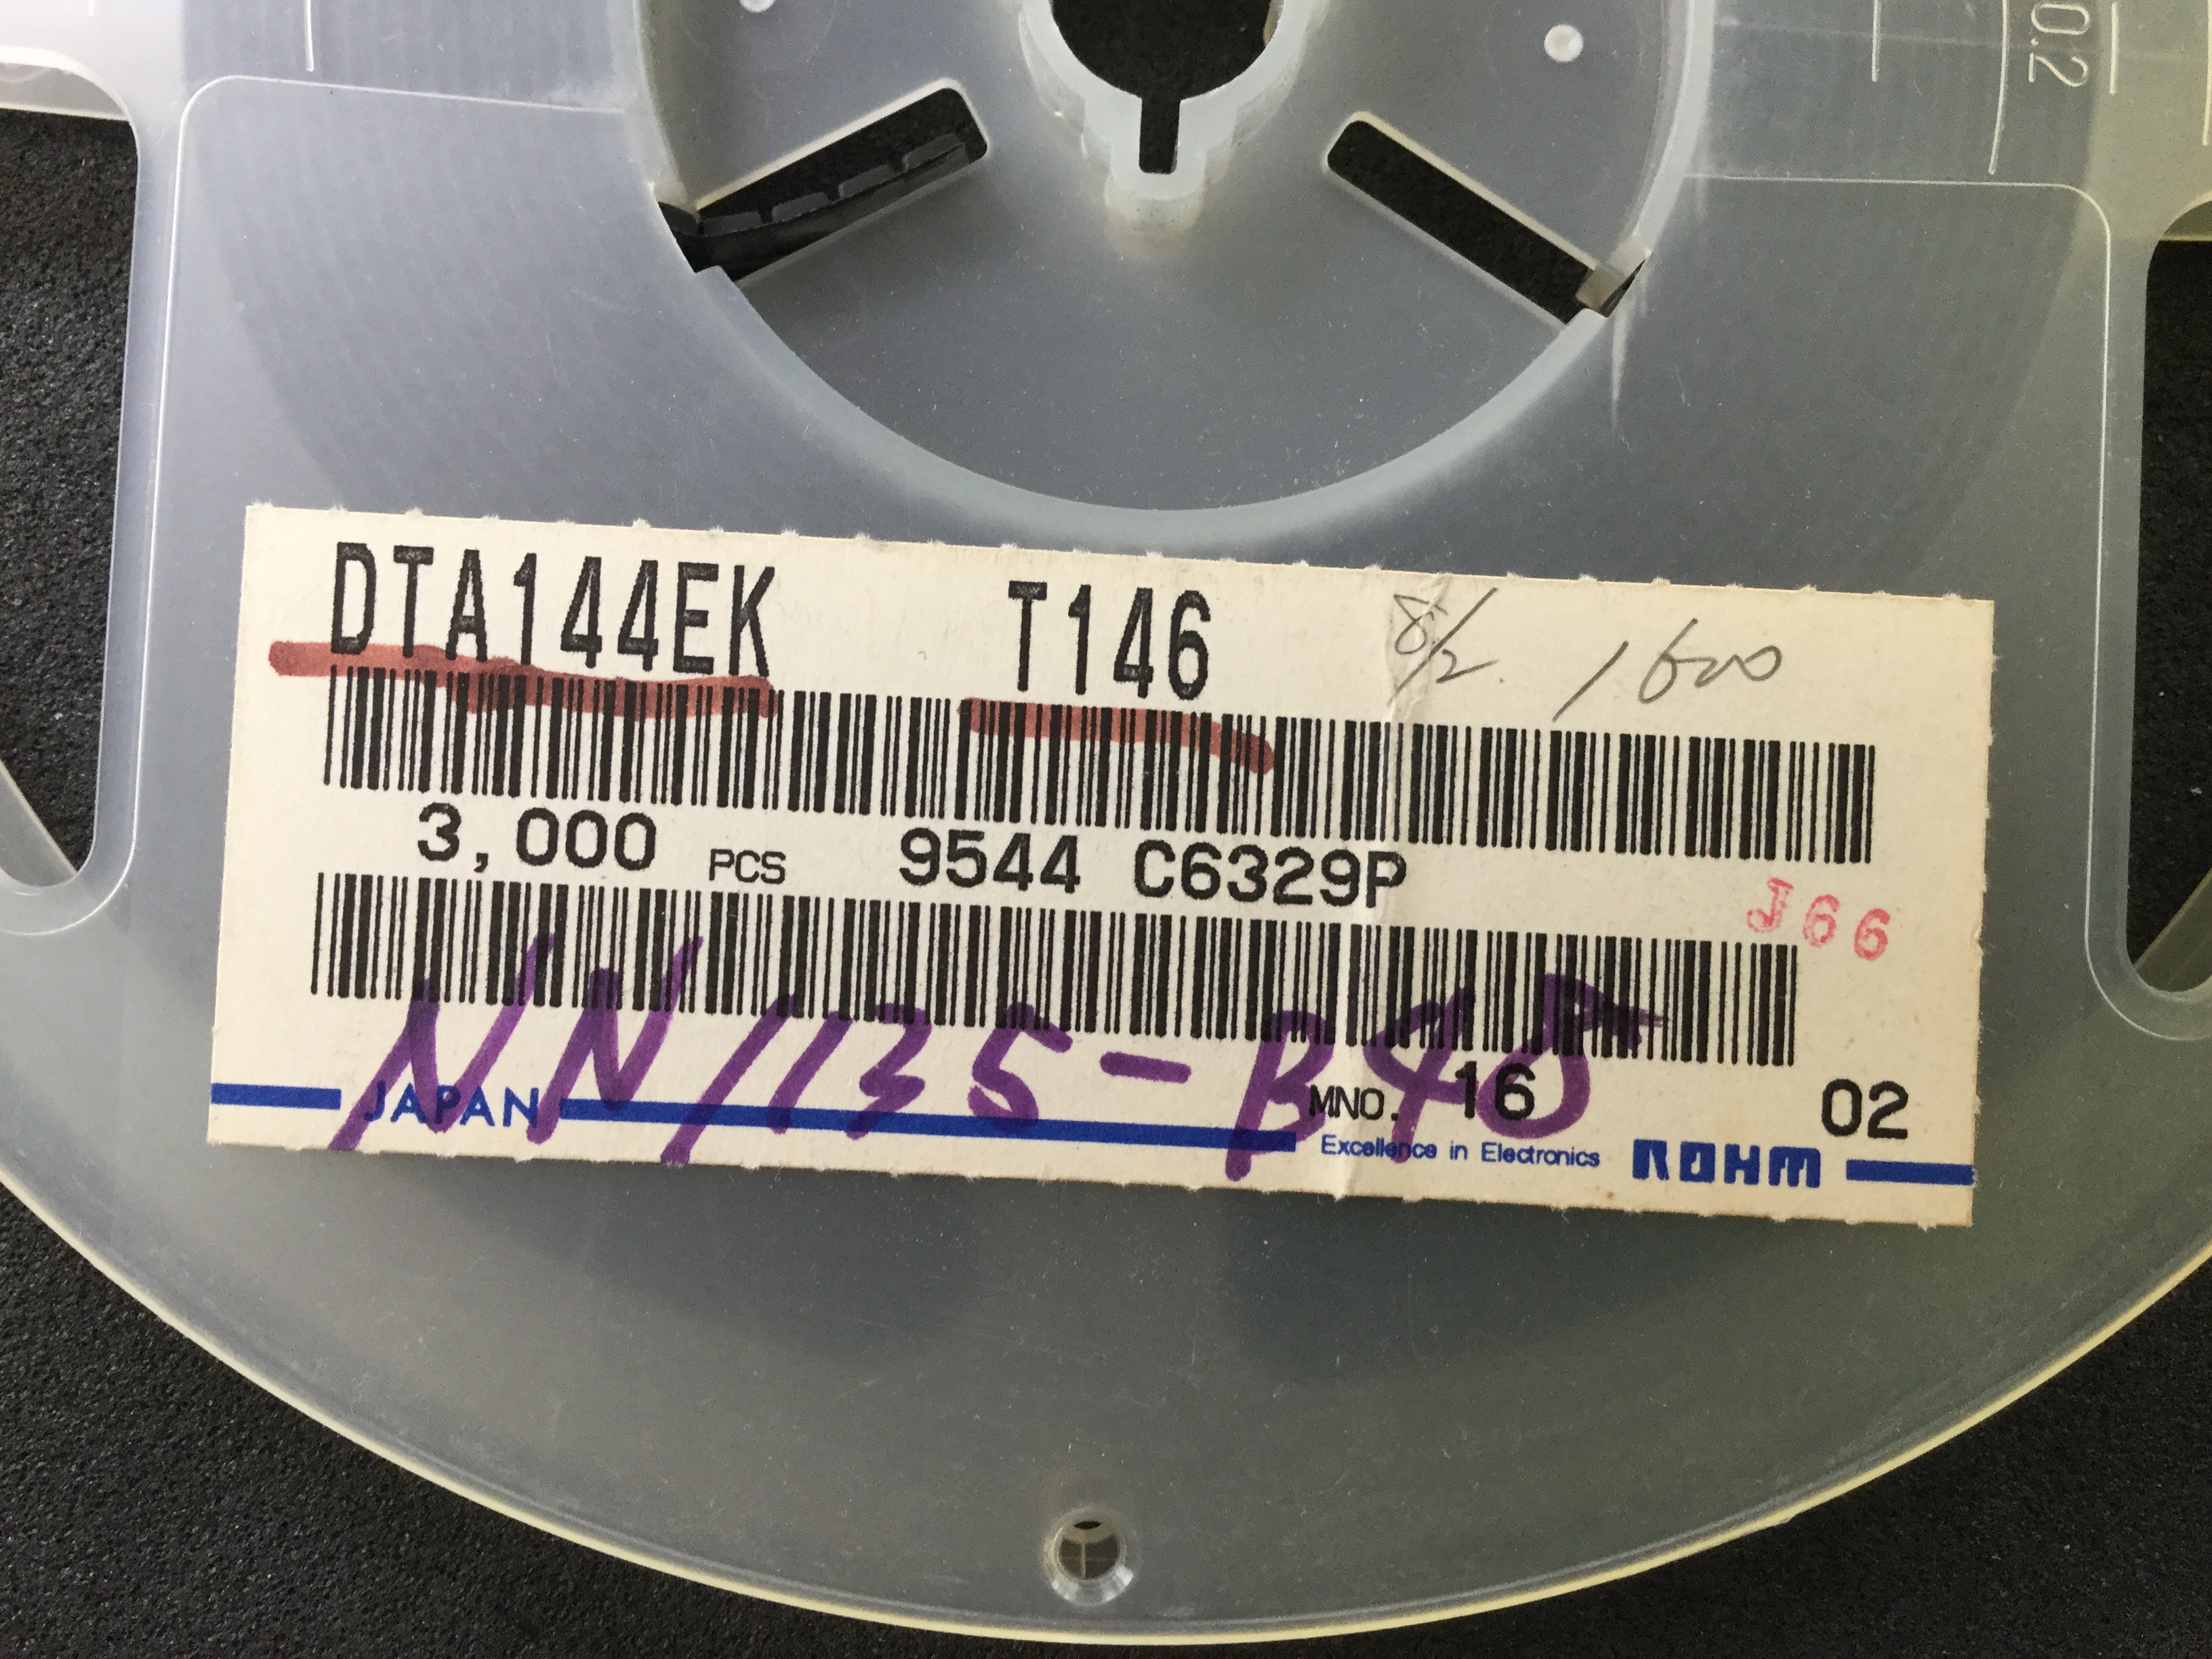 0.2
DTA144EK T146 8/2. 1600
3,000 PCS 9544 C6329P
J66
NN1135-B48
JAPAN MNO. 16 02
Excellence in Electronics ROHM